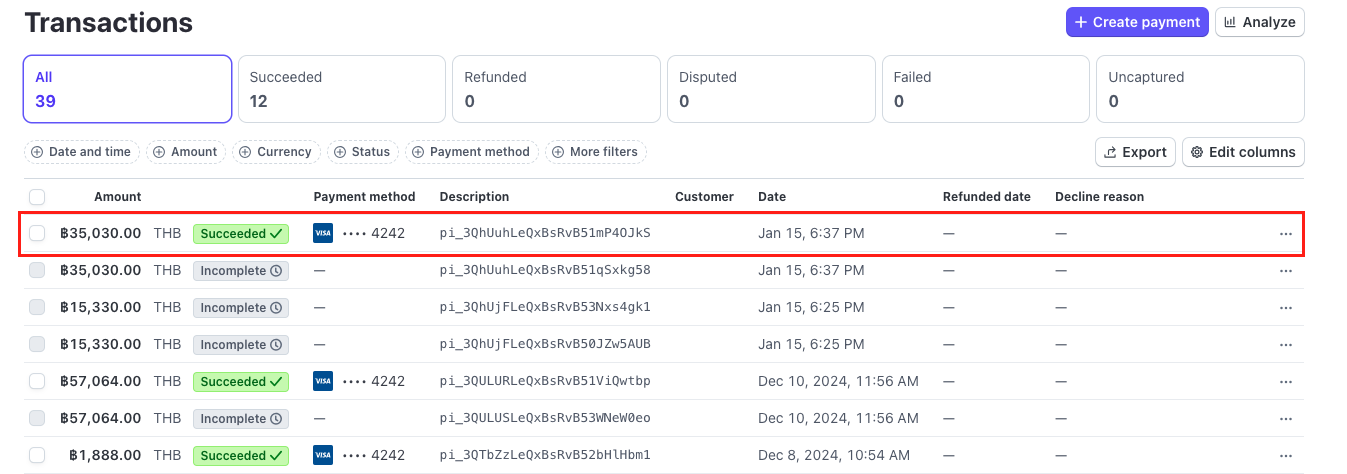 Transactions
+ Create payment
Analyze
All
39
Succeeded
12
Refunded
0
Disputed
0
Failed
0
Uncaptured
0
Date and time
Amount
Currency
Status
Payment method
More filters
Export
Edit columns
Amount Payment method Description Customer Date Refunded date Decline reason
฿35,030.00 THB Succeeded VISA •••• 4242 pi_3QhUuhLeQxBsRvB51mP4OJkS Jan 15, 6:37 PM — — ...
฿35,030.00 THB Incomplete — pi_3QhUuhLeQxBsRvB51qSxkg58 Jan 15, 6:37 PM — — ...
฿15,330.00 THB Incomplete — pi_3QhUjFLeQxBsRvB53Nxs4gk1 Jan 15, 6:25 PM — — ...
฿15,330.00 THB Incomplete — pi_3QhUjFLeQxBsRvB50JZw5AUB Jan 15, 6:25 PM — — ...
฿57,064.00 THB Succeeded VISA •••• 4242 pi_3QULURLeQxBsRvB51ViQwtbp Dec 10, 2024, 11:56 AM — — ...
฿57,064.00 THB Incomplete — pi_3QULUSLeQxBsRvB53WNeW0eo Dec 10, 2024, 11:56 AM — — ...
฿1,888.00 THB Succeeded VISA •••• 4242 pi_3QTbZzLeQxBsRvB52bHlHbm1 Dec 8, 2024, 10:54 AM — — ...